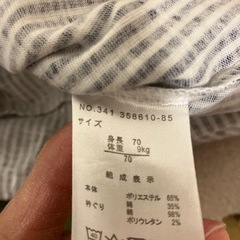 NO.341 358610-85
サイズ
身長 70
体重 9kg
70
組成表示
本体 ポリエステル 65%
綿 35%
衿ぐり 綿 98%
ポリウレタン 2%